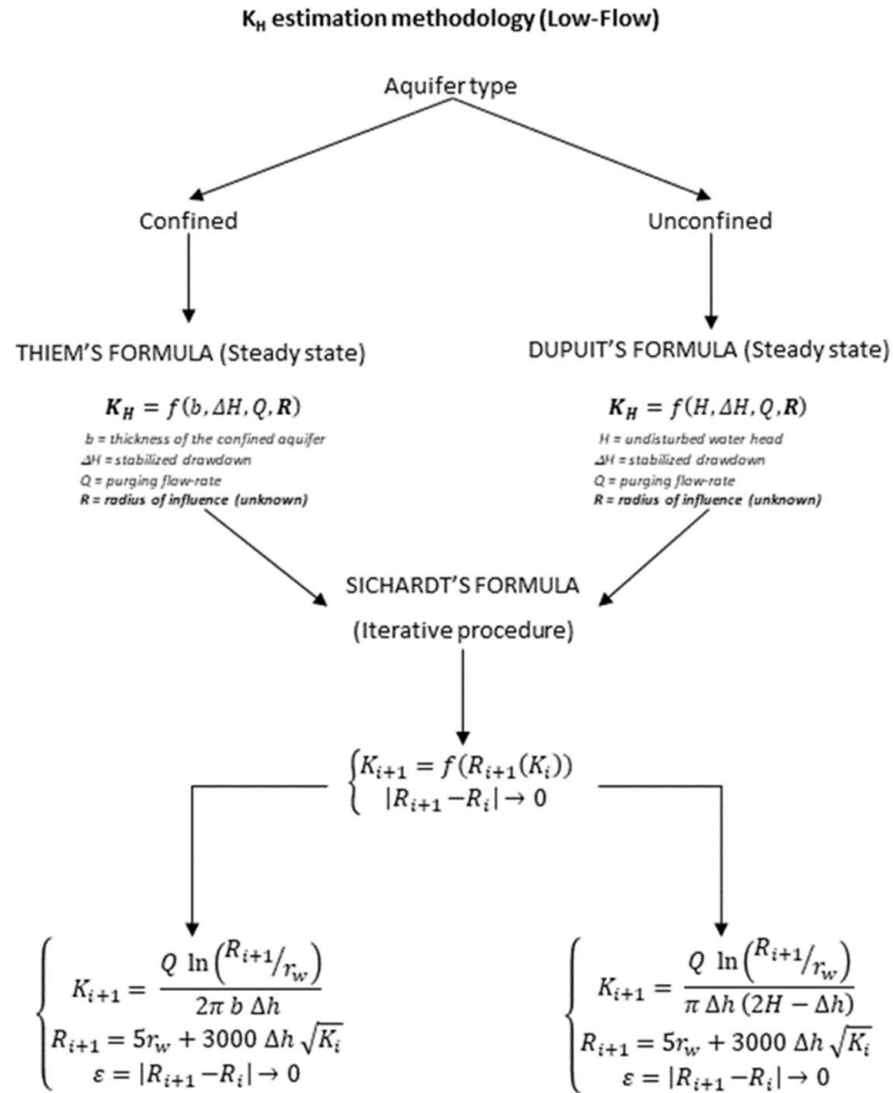 K_H estimation methodology (Low-Flow)
Aquifer type
Confined
Unconfined
THIEM'S FORMULA (Steady state)
K_H = f(b, ΔH, Q, R)
b = thickness of the confined aquifer
ΔH = stabilized drawdown
Q = purging flow-rate
R = radius of influence (unknown)
DUPUIT'S FORMULA (Steady state)
K_H = f(H, ΔH, Q, R)
H = undisturbed water head
ΔH = stabilized drawdown
Q = purging flow-rate
R = radius of influence (unknown)
SICHARDT'S FORMULA
(Iterative procedure)
{K_{i+1} = f(R_{i+1}(K_i))
|R_{i+1} − R_i| → 0
K_{i+1} = Q ln(R_{i+1}/r_w) / 2π b Δh
R_{i+1} = 5r_w + 3000 Δh √K_i
ε = |R_{i+1} − R_i| → 0
K_{i+1} = Q ln(R_{i+1}/r_w) / π Δh (2H − Δh)
R_{i+1} = 5r_w + 3000 Δh √K_i
ε = |R_{i+1} − R_i| → 0